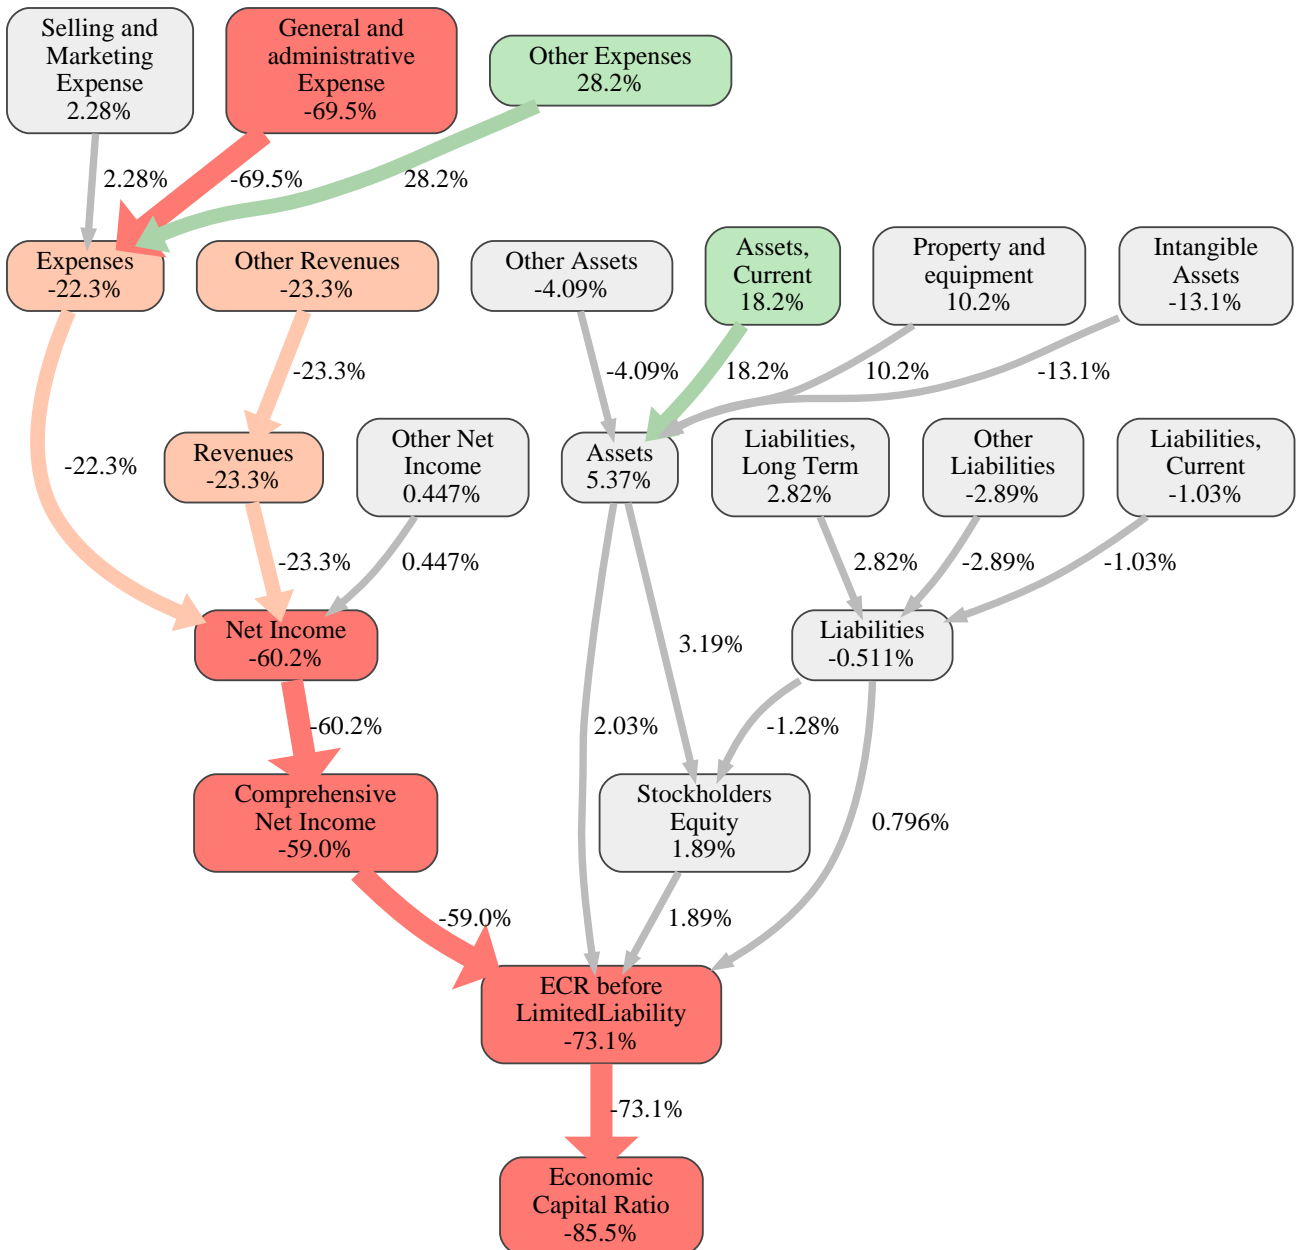 Selling and
Marketing
Expense
2.28%
General and
administrative
Expense
-69.5%
Other Expenses
28.2%
2.28%
-69.5%
28.2%
Expenses
-22.3%
Other Revenues
-23.3%
Other Assets
-4.09%
Assets,
Current
18.2%
Property and
equipment
10.2%
Intangible
Assets
-13.1%
-23.3%
-4.09%
18.2%
10.2%
-13.1%
-22.3%
Revenues
-23.3%
Other Net
Income
0.447%
Assets
5.37%
Liabilities,
Long Term
2.82%
Other
Liabilities
-2.89%
Liabilities,
Current
-1.03%
-23.3%
0.447%
2.82%
-2.89%
-1.03%
Net Income
-60.2%
3.19%
Liabilities
-0.511%
-60.2%
2.03%
-1.28%
Comprehensive
Net Income
-59.0%
Stockholders
Equity
1.89%
0.796%
-59.0%
1.89%
ECR before
LimitedLiability
-73.1%
-73.1%
Economic
Capital Ratio
-85.5%